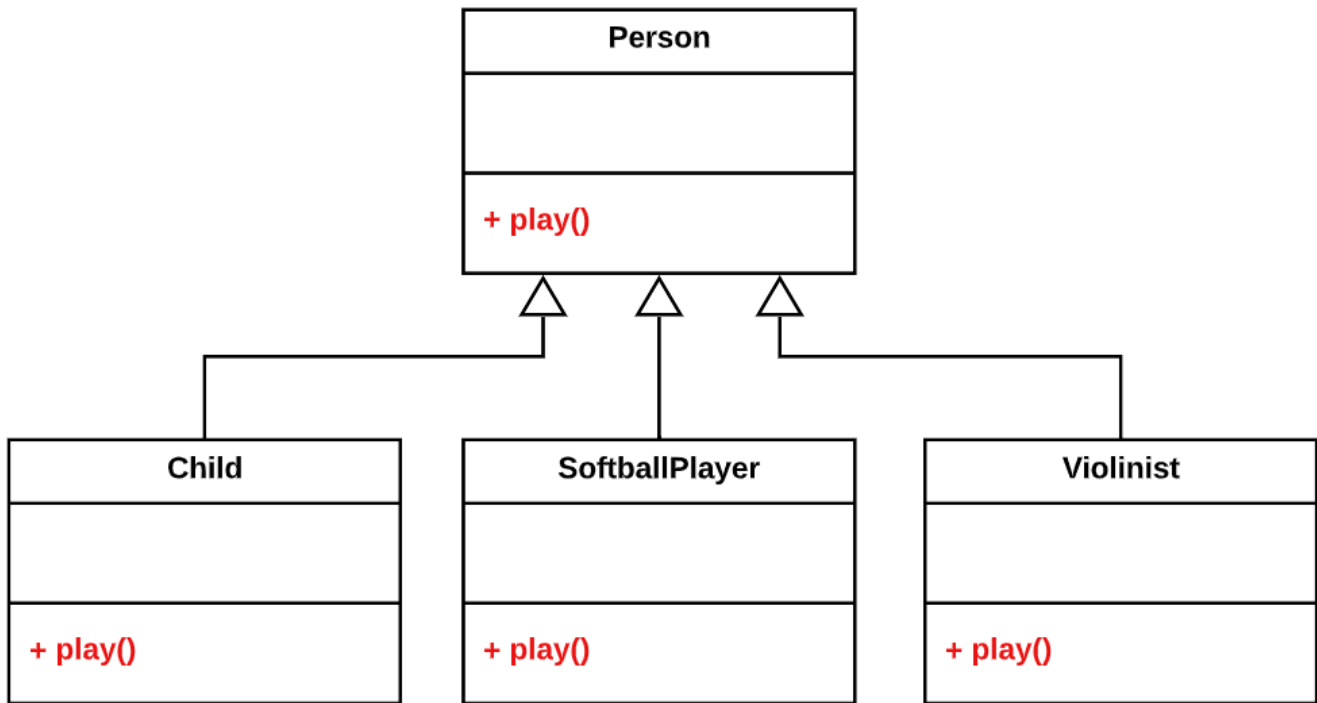 Person
+ play()
Child
SoftballPlayer
Violinist
+ play()
+ play()
+ play()